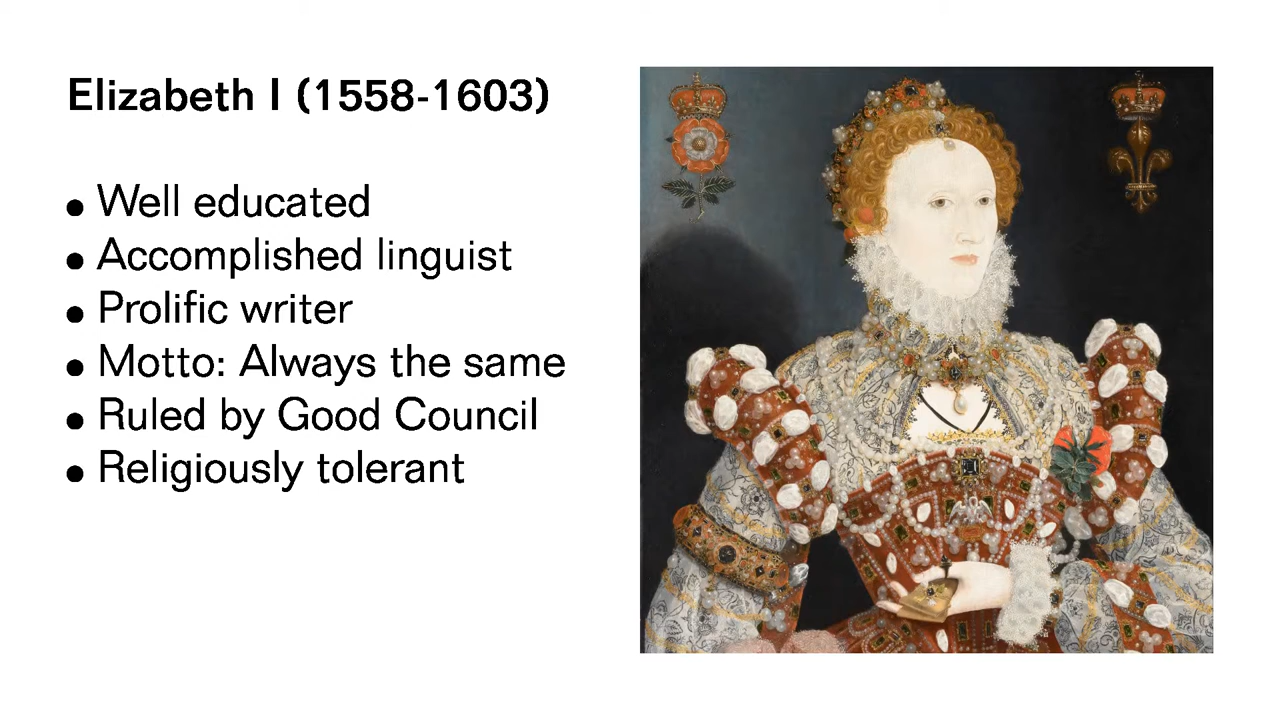 Elizabeth I (1558-1603)
• Well educated
• Accomplished linguist
• Prolific writer
• Motto: Always the same
• Ruled by Good Council
• Religiously tolerant